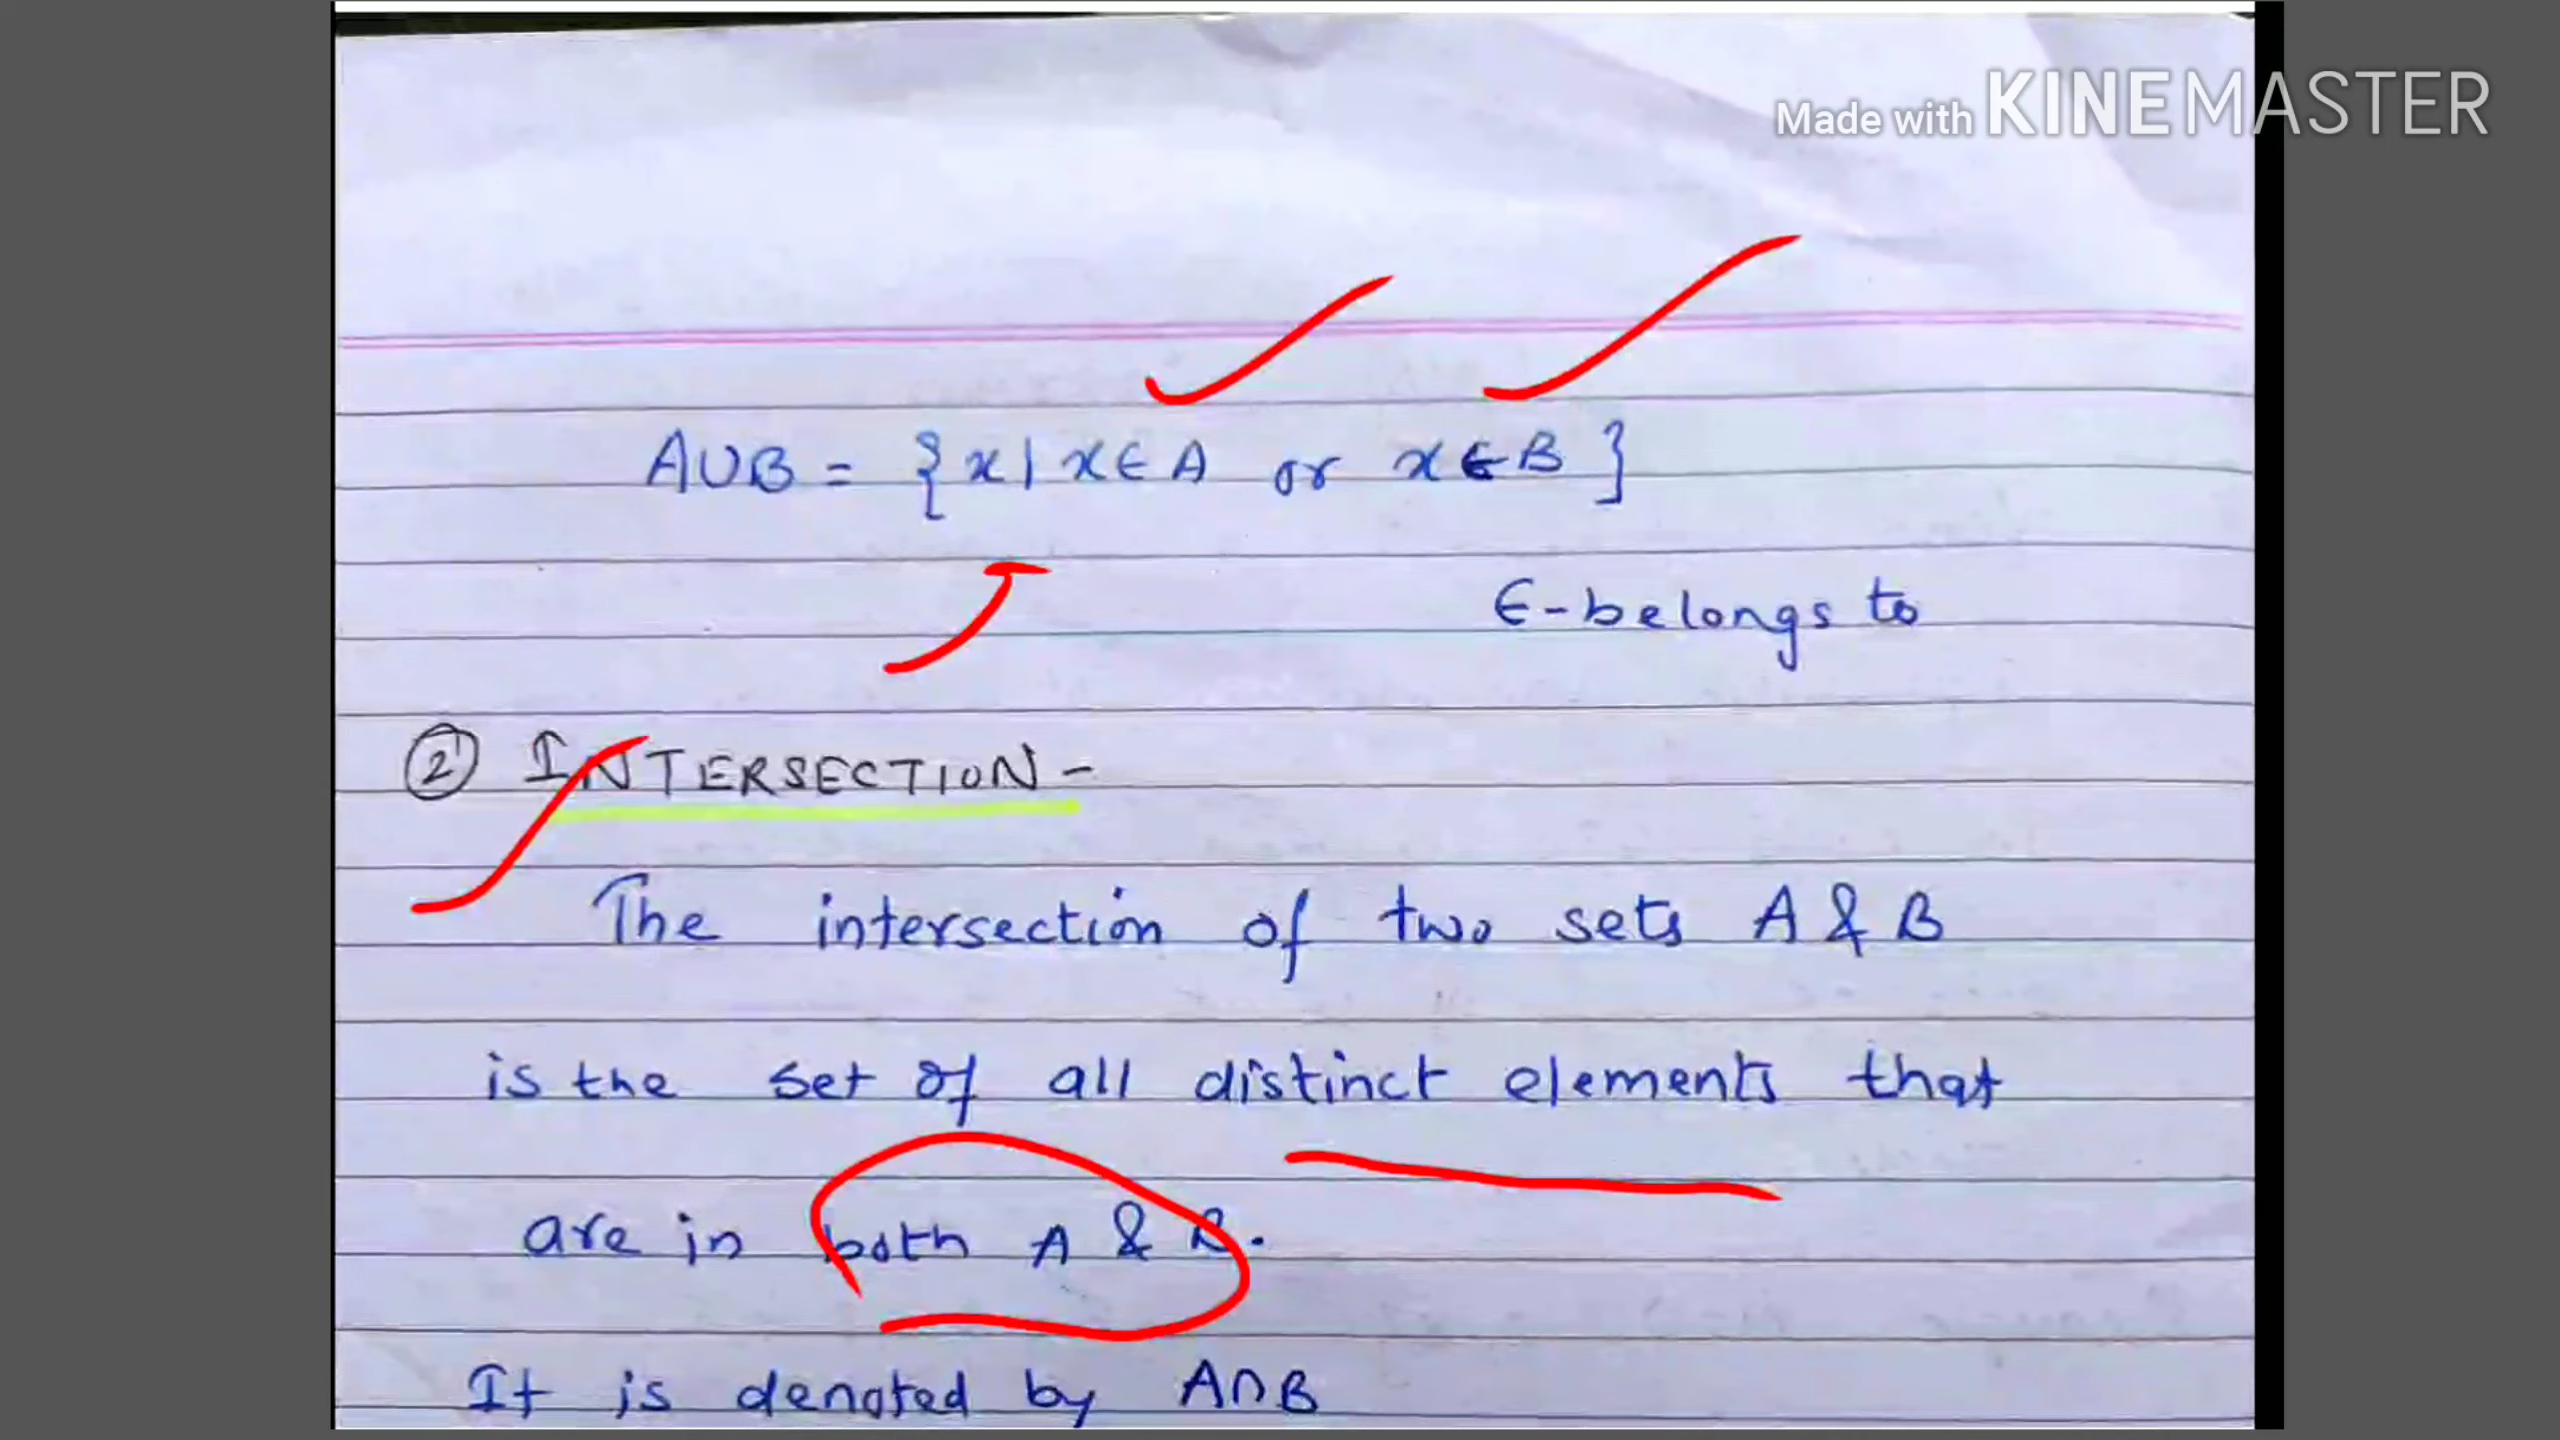 Made with KINEMASTER
A∪B = {x | x∈A or x∈B}
∈-belongs to
② INTERSECTION-
The intersection of two sets A & B
is the set of all distinct elements that
are in both A & B.
It is denoted by A∩B